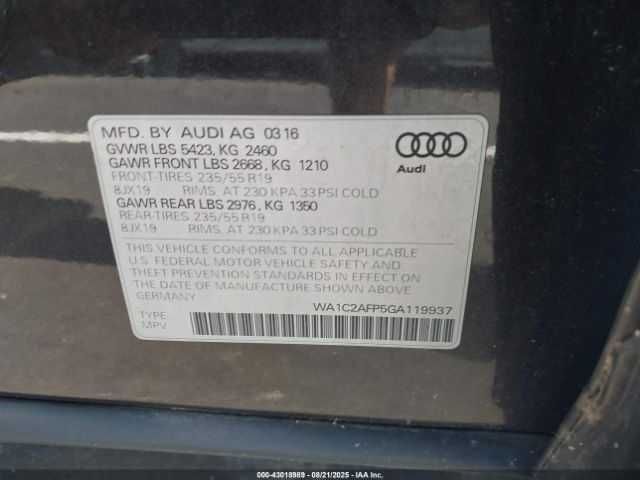 MFD. BY AUDI AG 0316
GVWR LBS 5423, KG 2460
GAWR FRONT LBS 2668, KG 1210
FRONT-TIRES 235/55 R19
8JX19 RIMS, AT 230 KPA 33 PSI COLD
GAWR REAR LBS 2976, KG 1350
REAR-TIRES 235/55 R19
8JX19 RIMS, AT 230 KPA 33 PSI COLD
Audi
THIS VEHICLE CONFORMS TO ALL APPLICABLE
U.S. FEDERAL MOTOR VEHICLE SAFETY AND
THEFT PREVENTION STANDARDS IN EFFECT ON
THE DATE OF MANUFACTURE SHOWN ABOVE.
GERMANY
WA1C2AFP5GA119937
TYPE:
MPV
000-43018989 - 08/21/2025 - IAA, Inc.